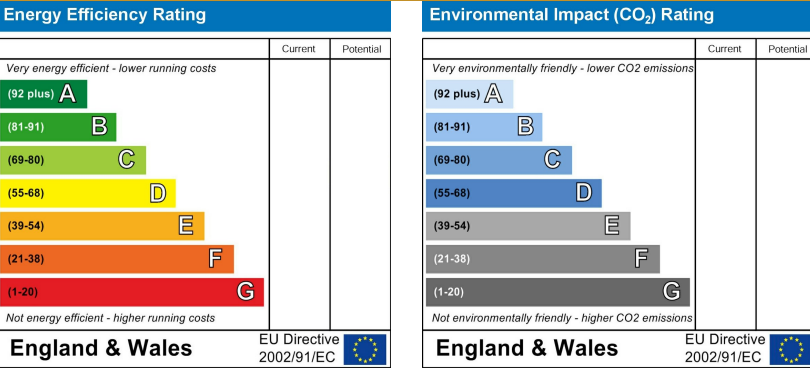 Energy Efficiency Rating
Current Potential
Very energy efficient - lower running costs
(92 plus) A
(81-91) B
(69-80) C
(55-68) D
(39-54) E
(21-38) F
(1-20) G
Not energy efficient - higher running costs
England & Wales
EU Directive
2002/91/EC
Environmental Impact (CO₂) Rating
Current Potential
Very environmentally friendly - lower CO2 emissions
(92 plus) A
(81-91) B
(69-80) C
(55-68) D
(39-54) E
(21-38) F
(1-20) G
Not environmentally friendly - higher CO2 emissions
England & Wales
EU Directive
2002/91/EC